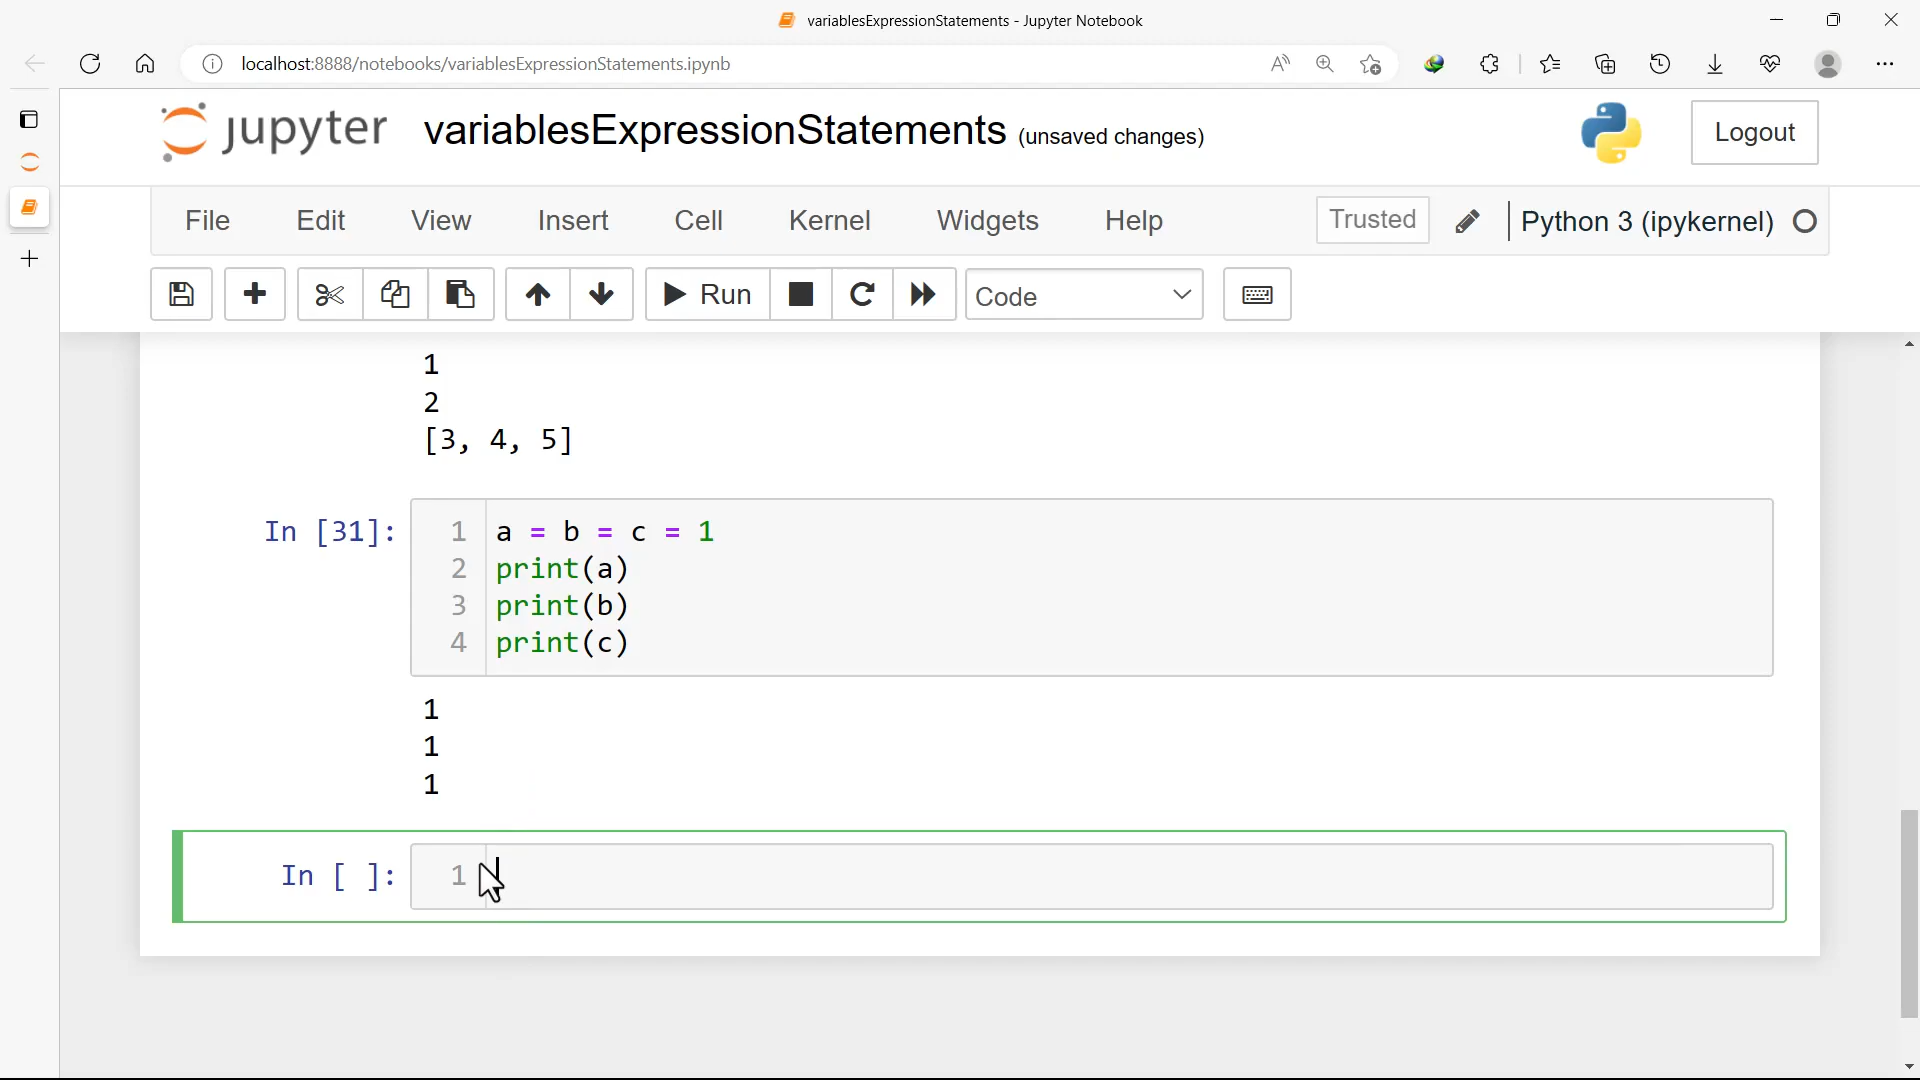 variablesExpressionStatements - Jupyter Notebook
localhost:8888/notebooks/variablesExpressionStatements.ipynb
jupyter variablesExpressionStatements (unsaved changes) Logout
File Edit View Insert Cell Kernel Widgets Help Trusted Python 3 (ipykernel)
Run Code
1
2
[3, 4, 5]
In [31]: 1 a = b = c = 1
2 print(a)
3 print(b)
4 print(c)
1
1
1
In [ ]: 1